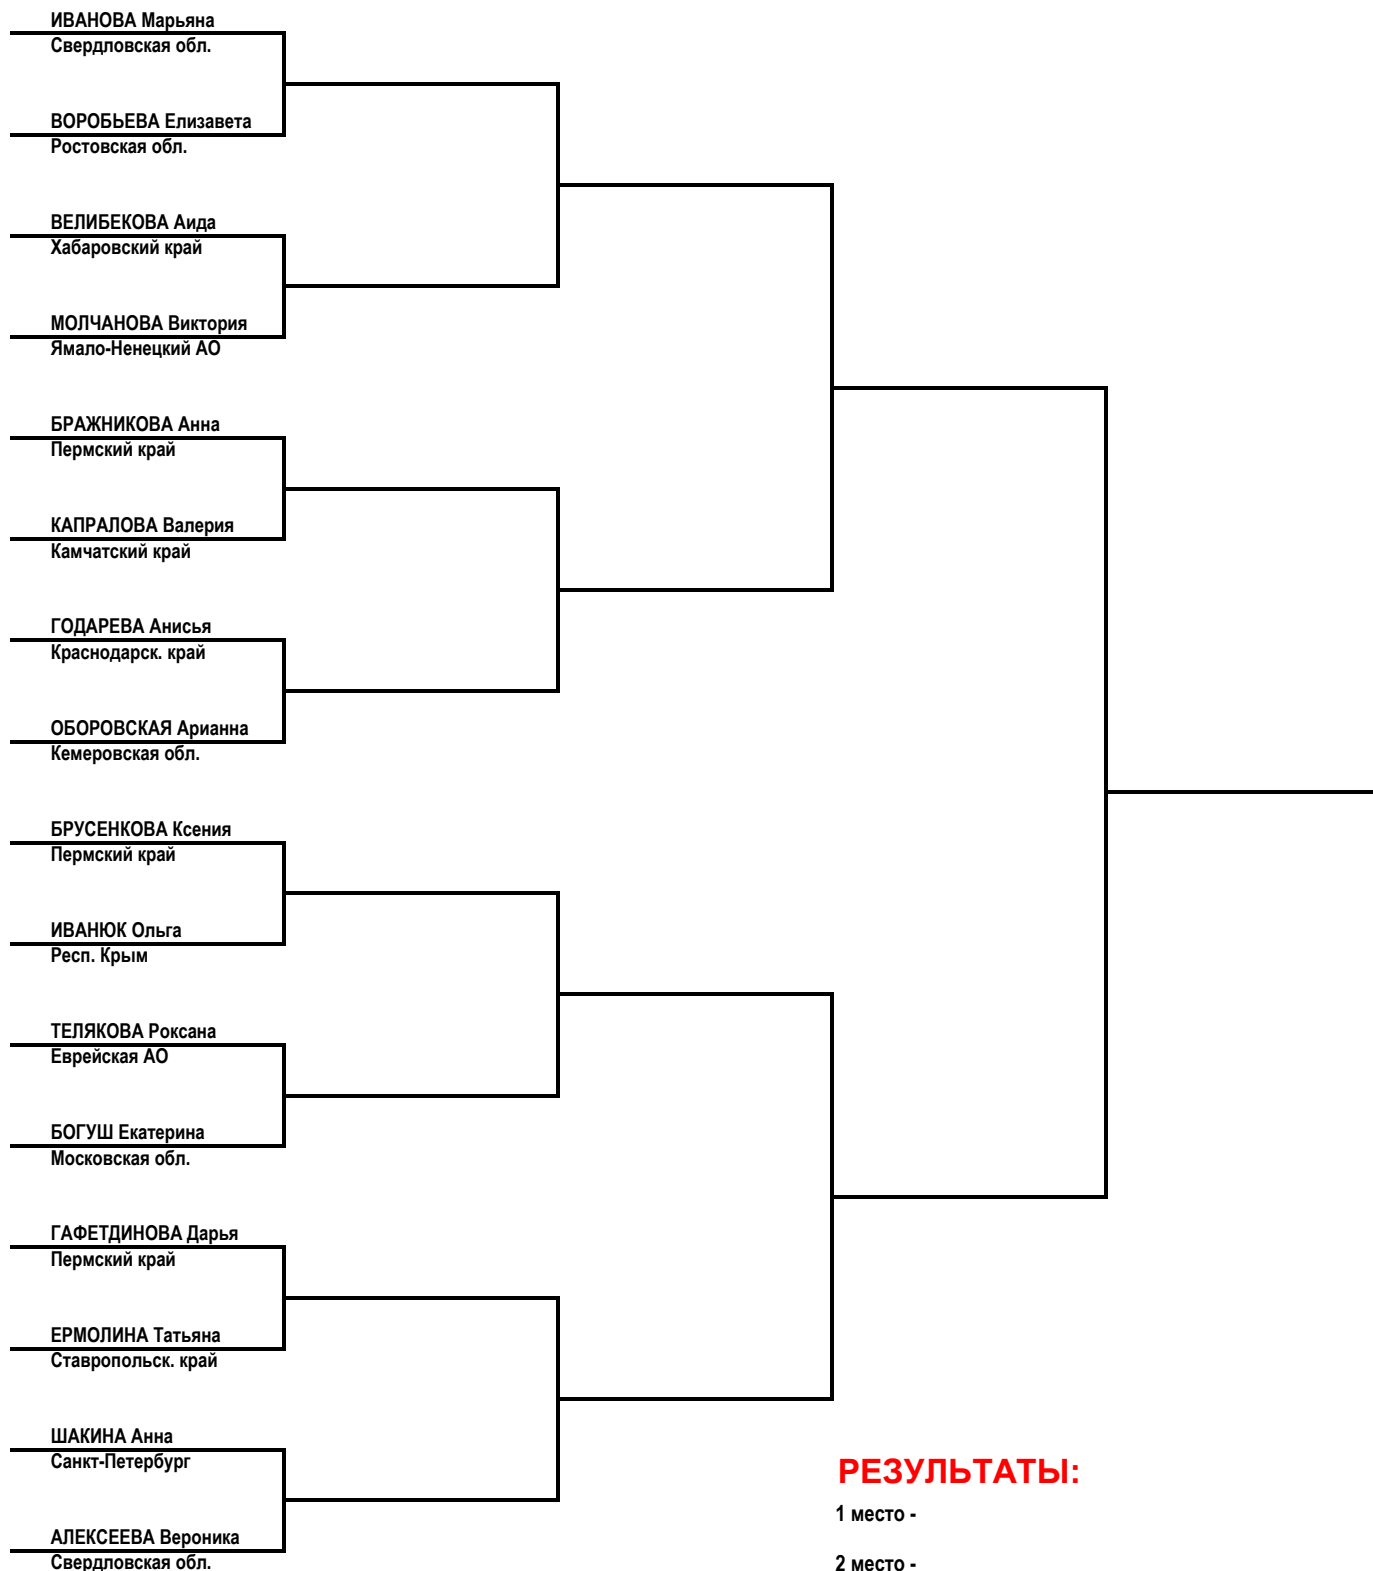 ИВАНОВА Марьяна
Свердловская обл.
ВОРОБЬЕВА Елизавета
Ростовская обл.
ВЕЛИБЕКОВА Аида
Хабаровский край
МОЛЧАНОВА Виктория
Ямало-Ненецкий АО
БРАЖНИКОВА Анна
Пермский край
КАПРАЛОВА Валерия
Камчатский край
ГОДАРЕВА Анисья
Краснодарск. край
ОБОРОВСКАЯ Арианна
Кемеровская обл.
БРУСЕНКОВА Ксения
Пермский край
ИВАНЮК Ольга
Респ. Крым
ТЕЛЯКОВА Роксана
Еврейская АО
БОГУШ Екатерина
Московская обл.
ГАФЕТДИНОВА Дарья
Пермский край
ЕРМОЛИНА Татьяна
Ставропольск. край
ШАКИНА Анна
Санкт-Петербург
АЛЕКСЕЕВА Вероника
Свердловская обл.
РЕЗУЛЬТАТЫ:
1 место -
2 место -